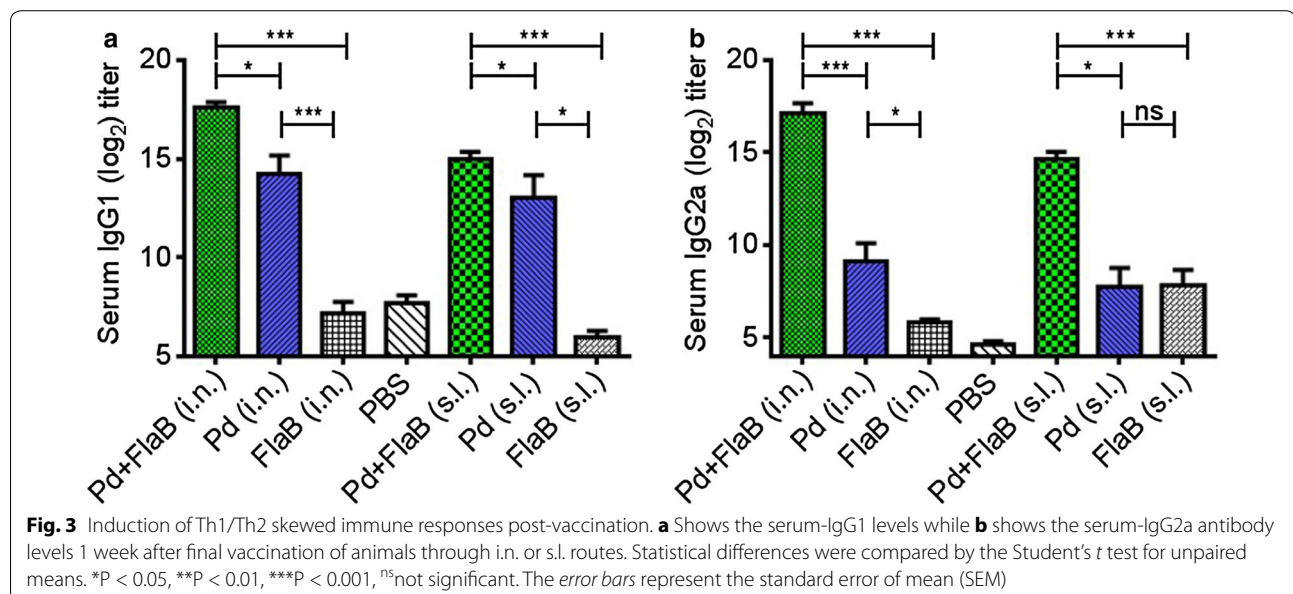 a
*** ***
* *
*** *
Serum IgG1 (log₂) titer
20
15
10
5
Pd+FlaB (i.n.)
Pd (i.n.)
FlaB (i.n.)
PBS
Pd+FlaB (s.l.)
Pd (s.l.)
FlaB (s.l.)
b
*** ***
*** *
* ns
Serum IgG2a (log₂) titer
20
15
10
5
Pd+FlaB (i.n.)
Pd (i.n.)
FlaB (i.n.)
PBS
Pd+FlaB (s.l.)
Pd (s.l.)
FlaB (s.l.)
Fig. 3 Induction of Th1/Th2 skewed immune responses post-vaccination. a Shows the serum-IgG1 levels while b shows the serum-IgG2a antibody
levels 1 week after final vaccination of animals through i.n. or s.l. routes. Statistical differences were compared by the Student’s t test for unpaired
means. *P < 0.05, **P < 0.01, ***P < 0.001, ⁿˢnot significant. The error bars represent the standard error of mean (SEM)